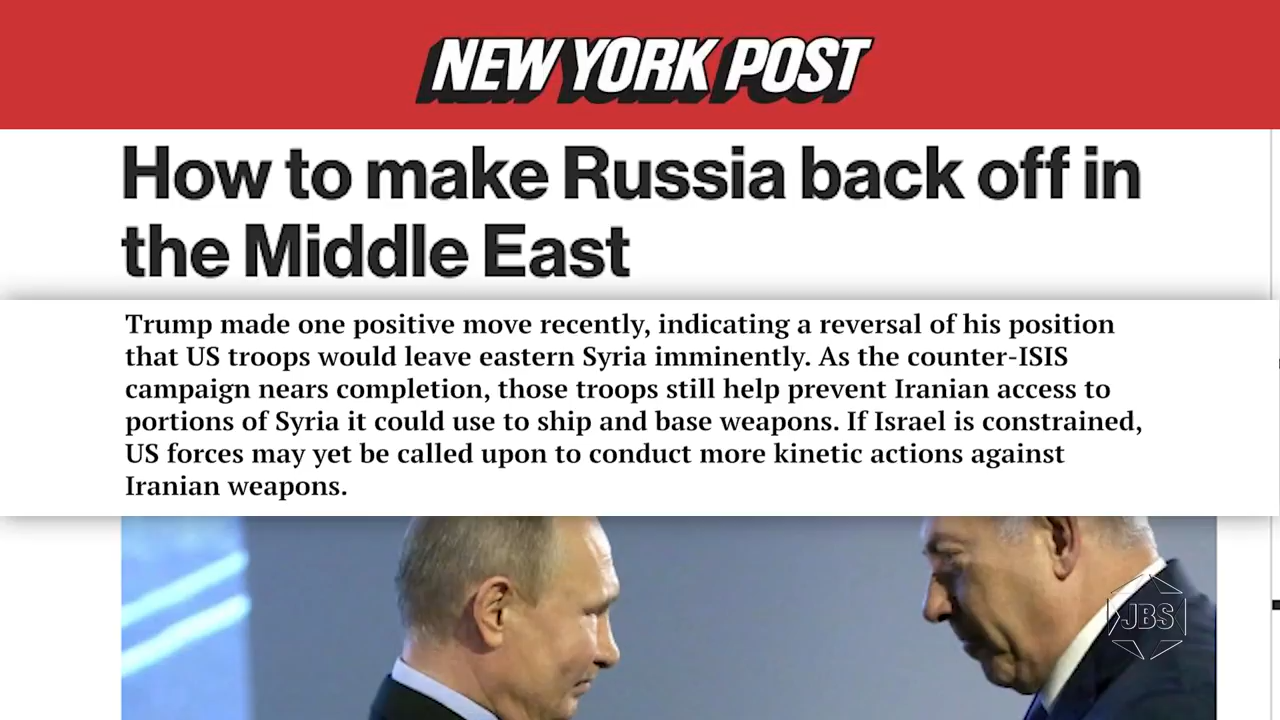 NEW YORK POST
How to make Russia back off in
the Middle East
Trump made one positive move recently, indicating a reversal of his position
that US troops would leave eastern Syria imminently. As the counter-ISIS
campaign nears completion, those troops still help prevent Iranian access to
portions of Syria it could use to ship and base weapons. If Israel is constrained,
US forces may yet be called upon to conduct more kinetic actions against
Iranian weapons.
JBS